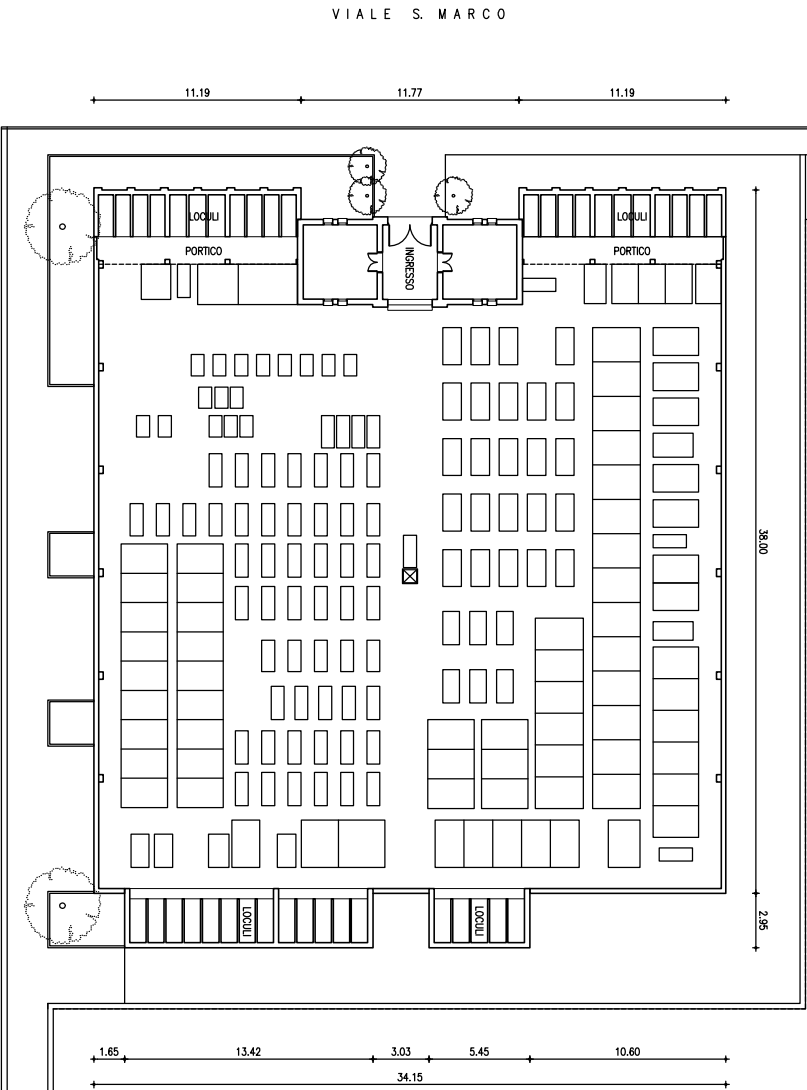 VIALE S. MARCO
11.19 11.77 11.19
LOCULI LOCULI
PORTICO PORTICO
INGRESSO
38.00
LOCULI LOCULI
2.95
1.65 13.42 3.03 5.45 10.60
34.15